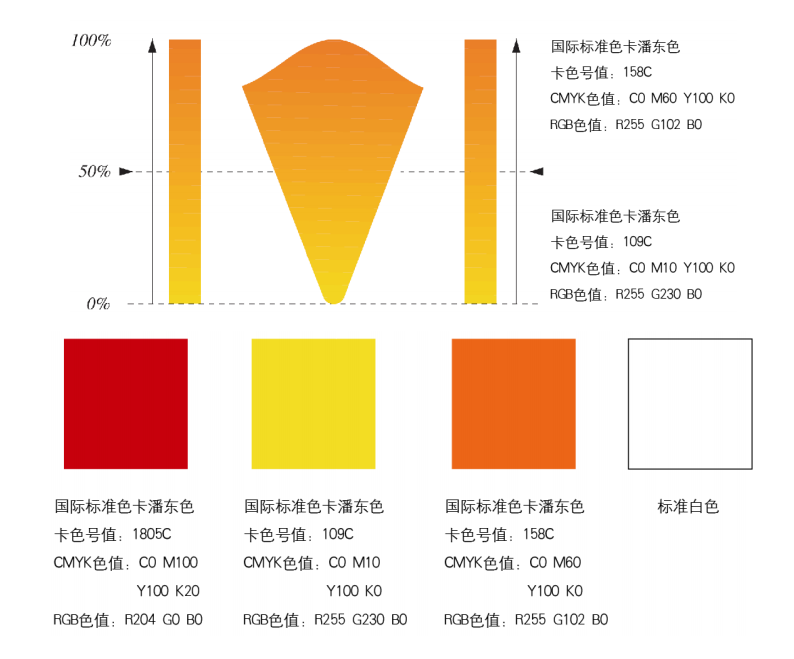 100%
国际标准色卡潘东色
卡色号值：158C
CMYK色值：C0 M60 Y100 K0
RGB色值：R255 G102 B0
50%
国际标准色卡潘东色
卡色号值：109C
CMYK色值：C0 M10 Y100 K0
RGB色值：R255 G230 B0
0%
国际标准色卡潘东色
卡色号值：1805C
CMYK色值：C0 M100
Y100 K20
RGB色值：R204 G0 B0
国际标准色卡潘东色
卡色号值：109C
CMYK色值：C0 M10
Y100 K0
RGB色值：R255 G230 B0
国际标准色卡潘东色
卡色号值：158C
CMYK色值：C0 M60
Y100 K0
RGB色值：R255 G102 B0
标准白色